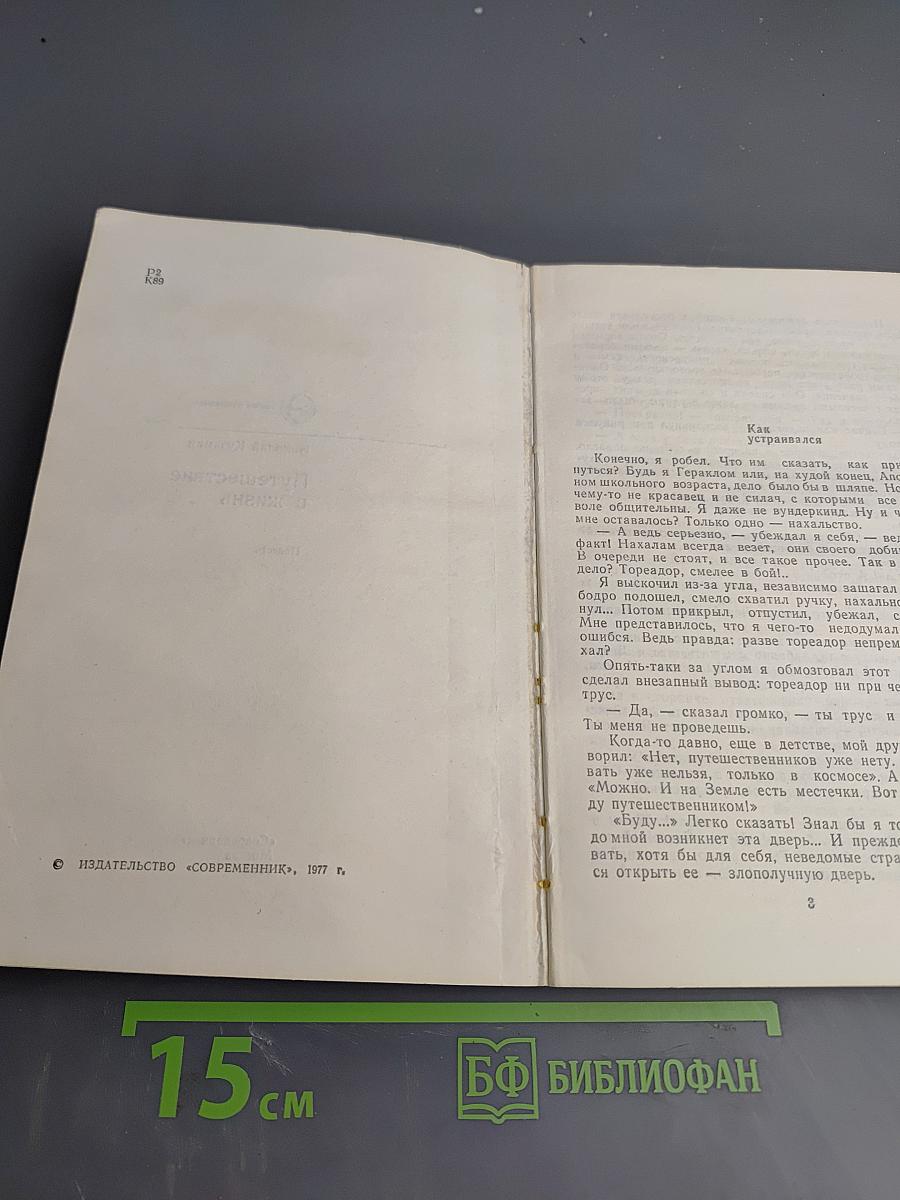 Р2
К89
Путешествие
в жизнь
© ИЗДАТЕЛЬСТВО «СОВРЕМЕННИК», 1977 г.
Как
устраивался
Конечно, я робел. Что им сказать, как при
нуться? Будь я Гераклом или, на худой конец, Апо
ном школьного возраста, дело было бы в шляпе. Но
чему-то не красавец и не силач, с которыми все
воле общительны. Я даже не вундеркинд. Ну и ч
мне оставалось? Только одно — нахальство.
— А ведь серьезно, — убеждал я себя, — вед
факт! Нахалам всегда везет, они своего доби
В очереди не стоят, и все такое прочее. Так в
дело? Тореадор, смелее в бой!..
Я выскочил из-за угла, независимо зашагал
бодро подошел, смело схватил ручку, нахально
нул... Потом прикрыл, отпустил, убежал, с
Мне представилось, что я чего-то недодумал
ошибся. Ведь правда: разве тореадор непрем
хал?
Опять-таки за углом я обмозговал этот
сделал внезапный вывод: тореадор ни при че
трус.
— Да, — сказал громко, — ты трус и
Ты меня не проведешь.
Когда-то давно, еще в детстве, мой дру
ворил: «Нет, путешественников уже нету.
вать уже нельзя, только в космосе». А
«Можно. И на Земле есть местечки. Вот
ду путешественником!»
«Буду...» Легко сказать! Знал бы я то
до мной возникнет эта дверь... И прежде
вать, хотя бы для себя, неведомые стра
ся открыть ее — злополучную дверь.
3
15 см
БФ БИБЛИОФАН